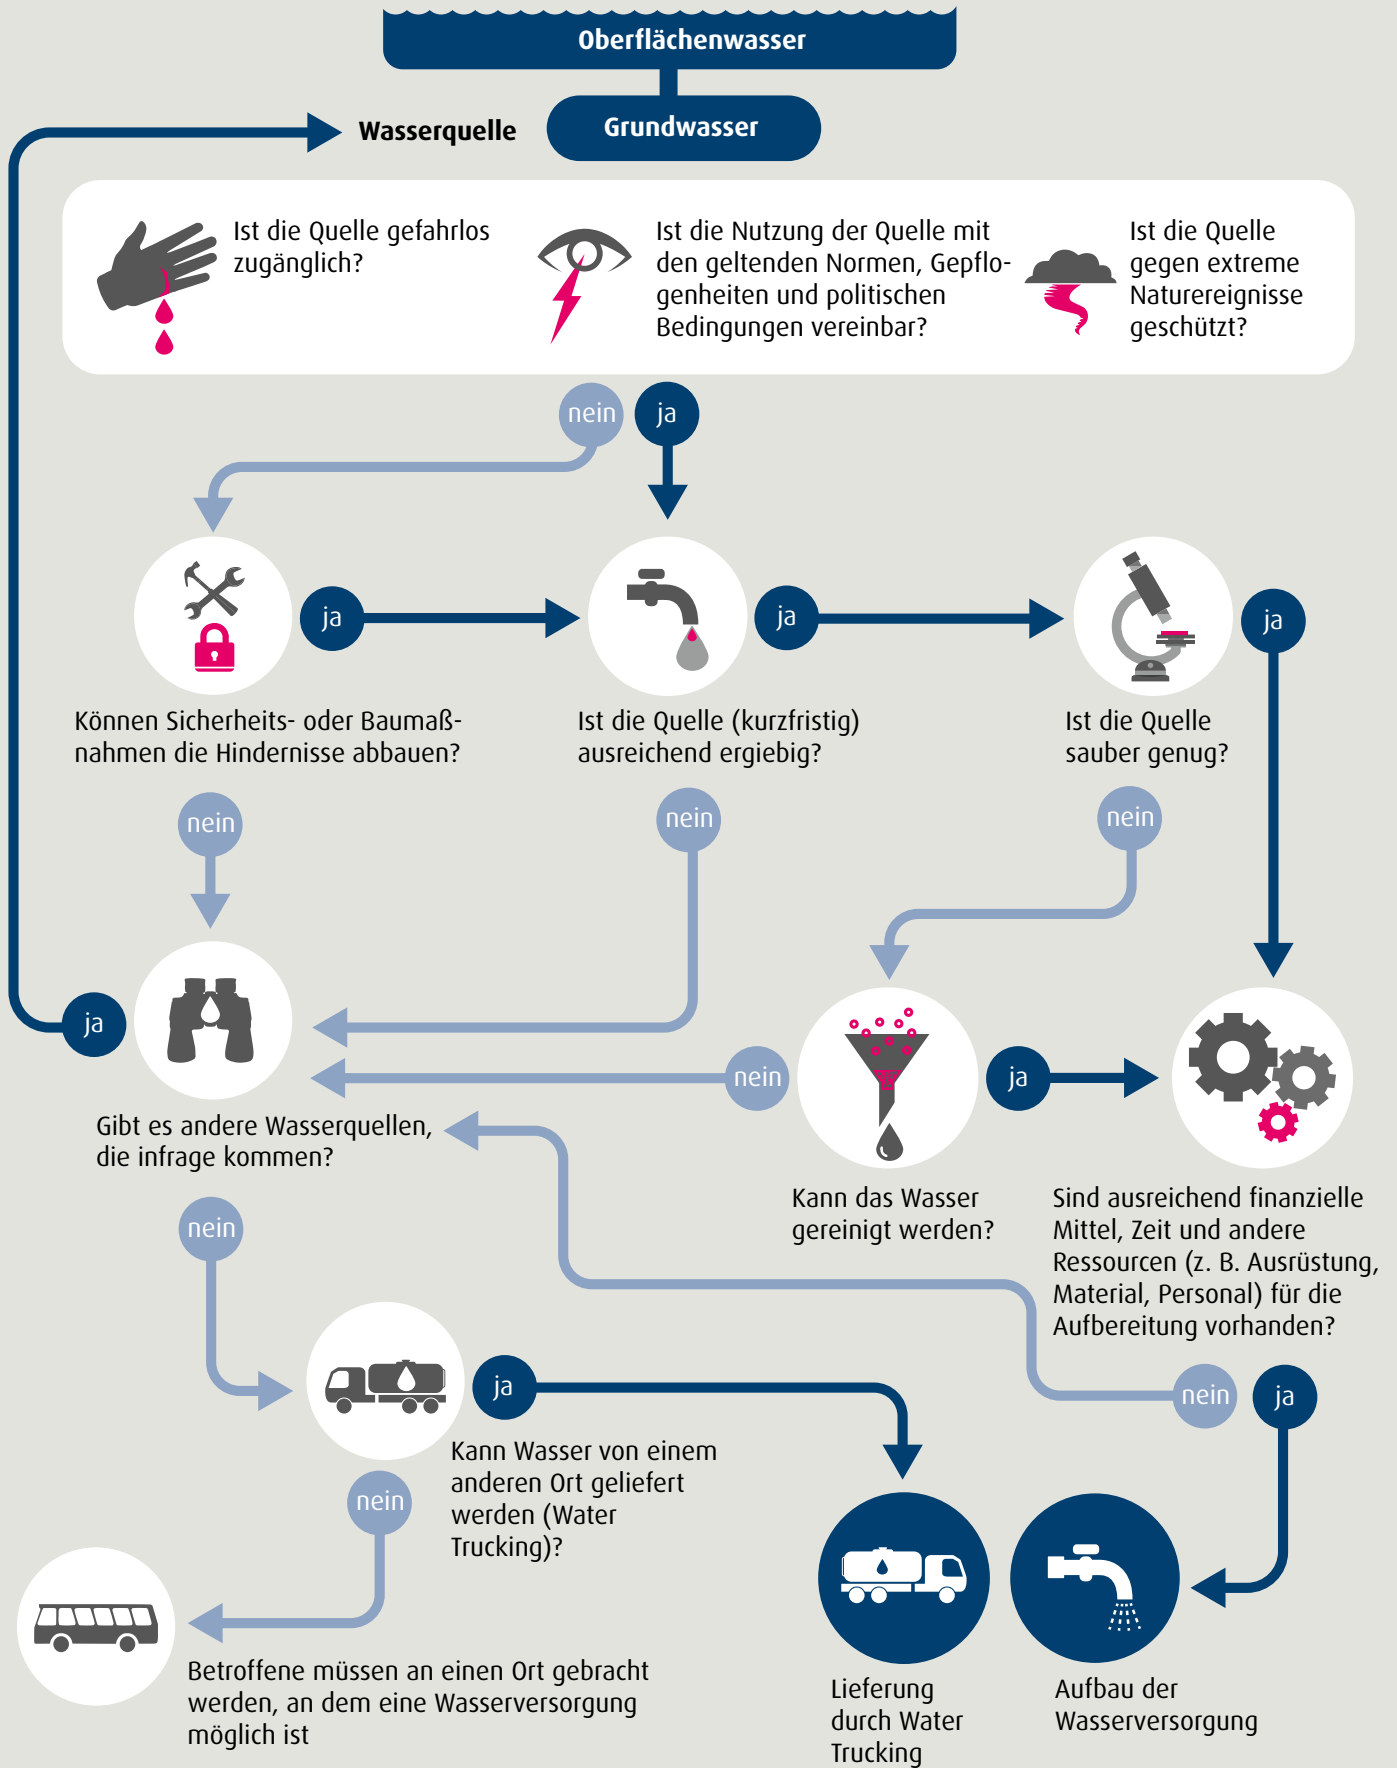 Oberflächenwasser
Wasserquelle
Grundwasser
Ist die Quelle gefahrlos
zugänglich?
Ist die Nutzung der Quelle mit
den geltenden Normen, Gepflo-
genheiten und politischen
Bedingungen vereinbar?
Ist die Quelle
gegen extreme
Naturereignisse
geschützt?
nein
ja
ja
ja
ja
Können Sicherheits- oder Baumaß-
nahmen die Hindernisse abbauen?
Ist die Quelle (kurzfristig)
ausreichend ergiebig?
Ist die Quelle
sauber genug?
nein
nein
nein
ja
nein
ja
Gibt es andere Wasserquellen,
die infrage kommen?
Kann das Wasser
gereinigt werden?
Sind ausreichend finanzielle
Mittel, Zeit und andere
Ressourcen (z. B. Ausrüstung,
Material, Personal) für die
Aufbereitung vorhanden?
nein
ja
nein
ja
Kann Wasser von einem
anderen Ort geliefert
werden (Water
Trucking)?
nein
Betroffene müssen an einen Ort gebracht
werden, an dem eine Wasserversorgung
möglich ist
Lieferung
durch Water
Trucking
Aufbau der
Wasserversorgung